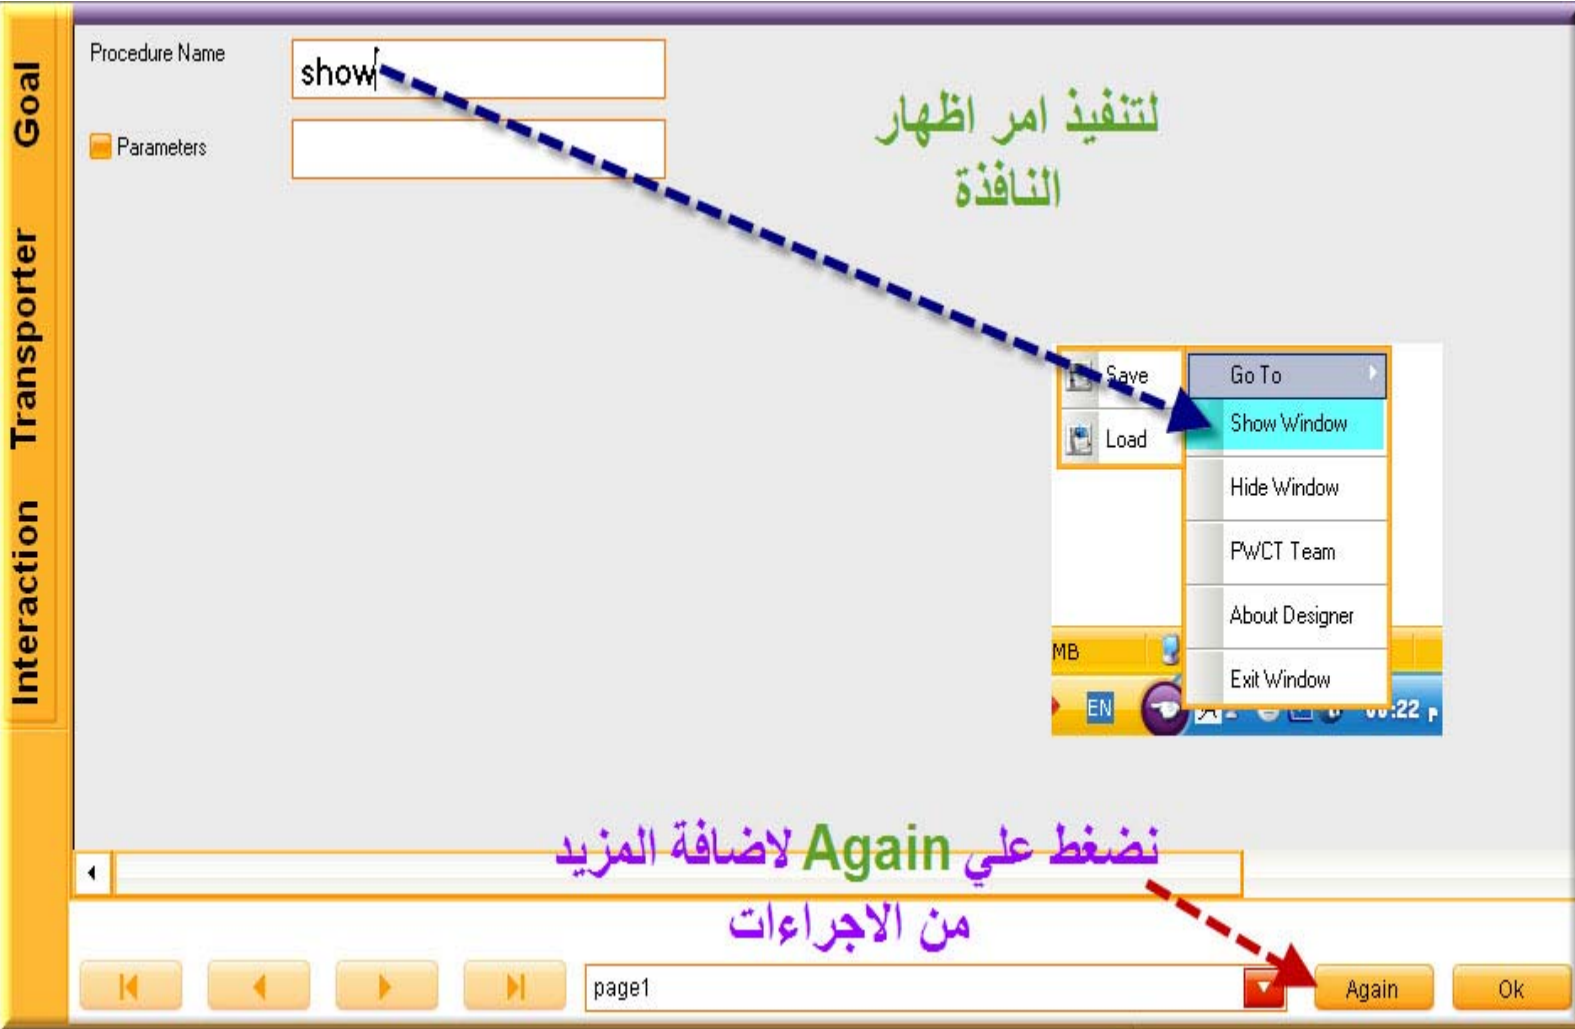 Procedure Name
show
Parameters
لتنفيذ امر اظهار
النافذة
Goal
Transporter
Interaction
Save
Load
Go To
Show Window
Hide Window
PWCT Team
About Designer
Exit Window
MB
EN
:22 م
نضغط علي Again لاضافة المزيد
من الاجراءات
page1
Again
Ok